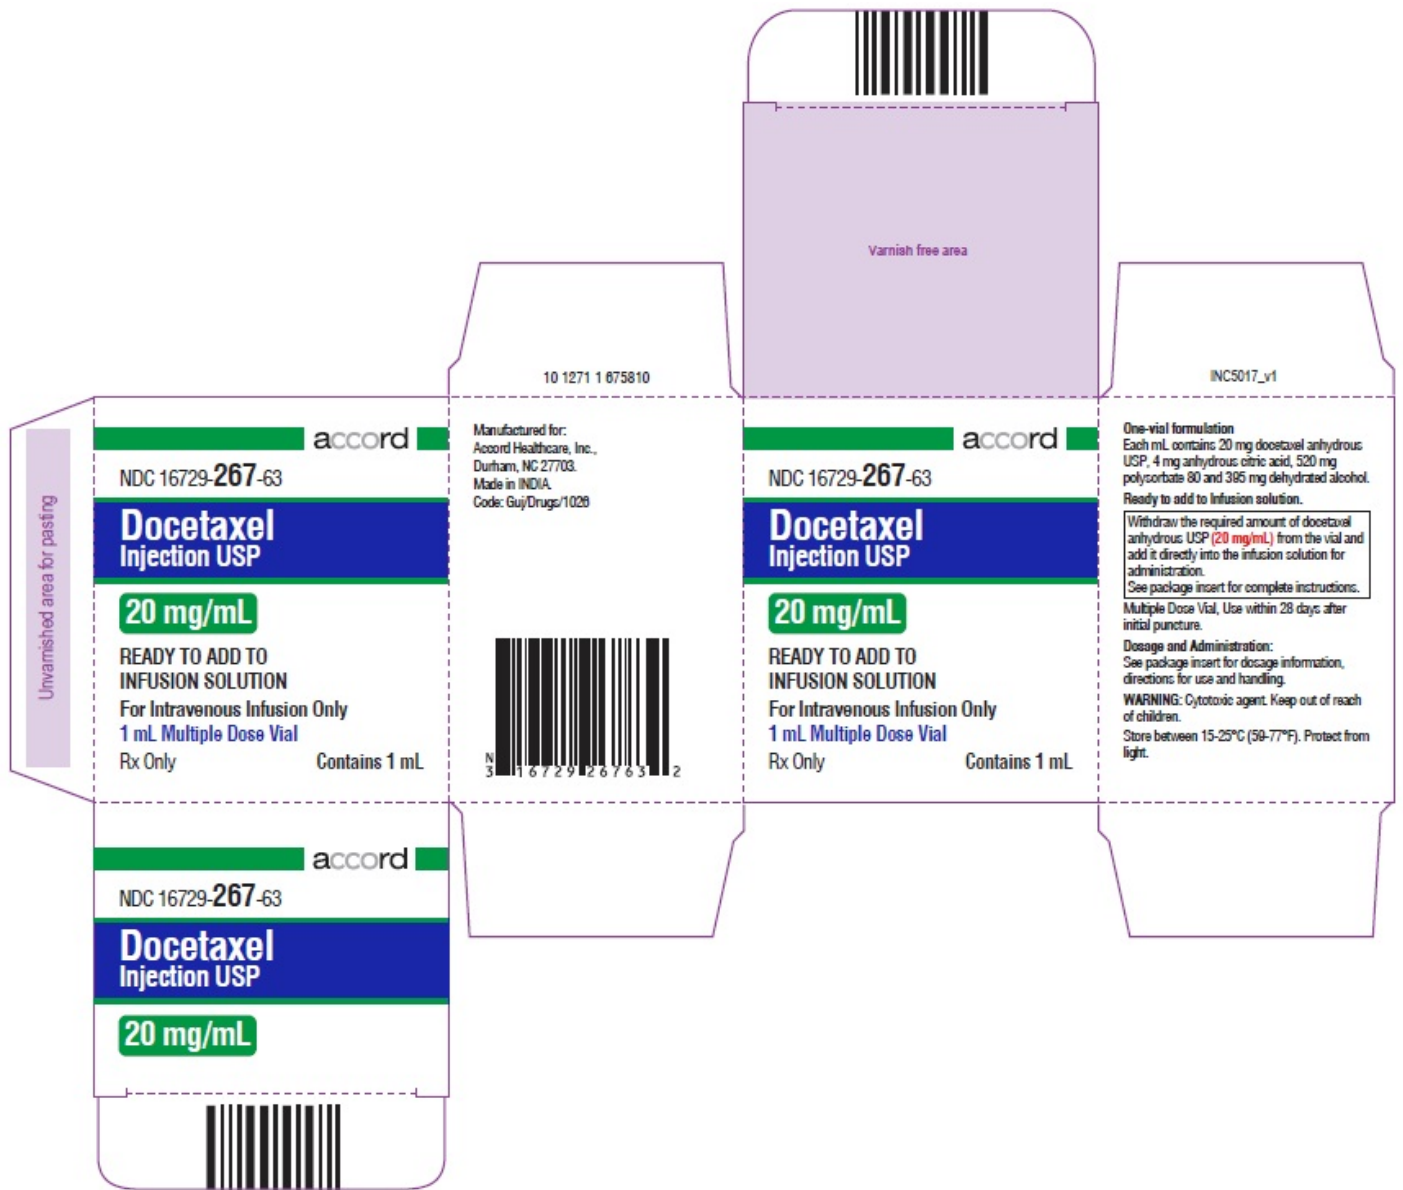 Varnish free area
10 1271 1 675810
INC5017_v1
Unvarnished area for pasting
accord
NDC 16729-267-63
Docetaxel
Injection USP
20 mg/mL
READY TO ADD TO
INFUSION SOLUTION
For Intravenous Infusion Only
1 mL Multiple Dose Vial
Rx Only
Contains 1 mL
Manufactured for:
Accord Healthcare, Inc.,
Durham, NC 27703.
Made in INDIA.
Code: Guj/Drugs/1026
N
3 16729 26763 2
accord
NDC 16729-267-63
Docetaxel
Injection USP
20 mg/mL
READY TO ADD TO
INFUSION SOLUTION
For Intravenous Infusion Only
1 mL Multiple Dose Vial
Rx Only
Contains 1 mL
One-vial formulation
Each mL contains 20 mg docetaxel anhydrous
USP, 4 mg anhydrous citric acid, 520 mg
polysorbate 80 and 395 mg dehydrated alcohol.
Ready to add to Infusion solution.
Withdraw the required amount of docetaxel
anhydrous USP (20 mg/mL) from the vial and
add it directly into the infusion solution for
administration.
See package insert for complete instructions.
Multiple Dose Vial, Use within 28 days after
initial puncture.
Dosage and Administration:
See package insert for dosage information,
directions for use and handling.
WARNING: Cytotoxic agent. Keep out of reach
of children.
Store between 15-25°C (59-77°F). Protect from
light.
accord
NDC 16729-267-63
Docetaxel
Injection USP
20 mg/mL